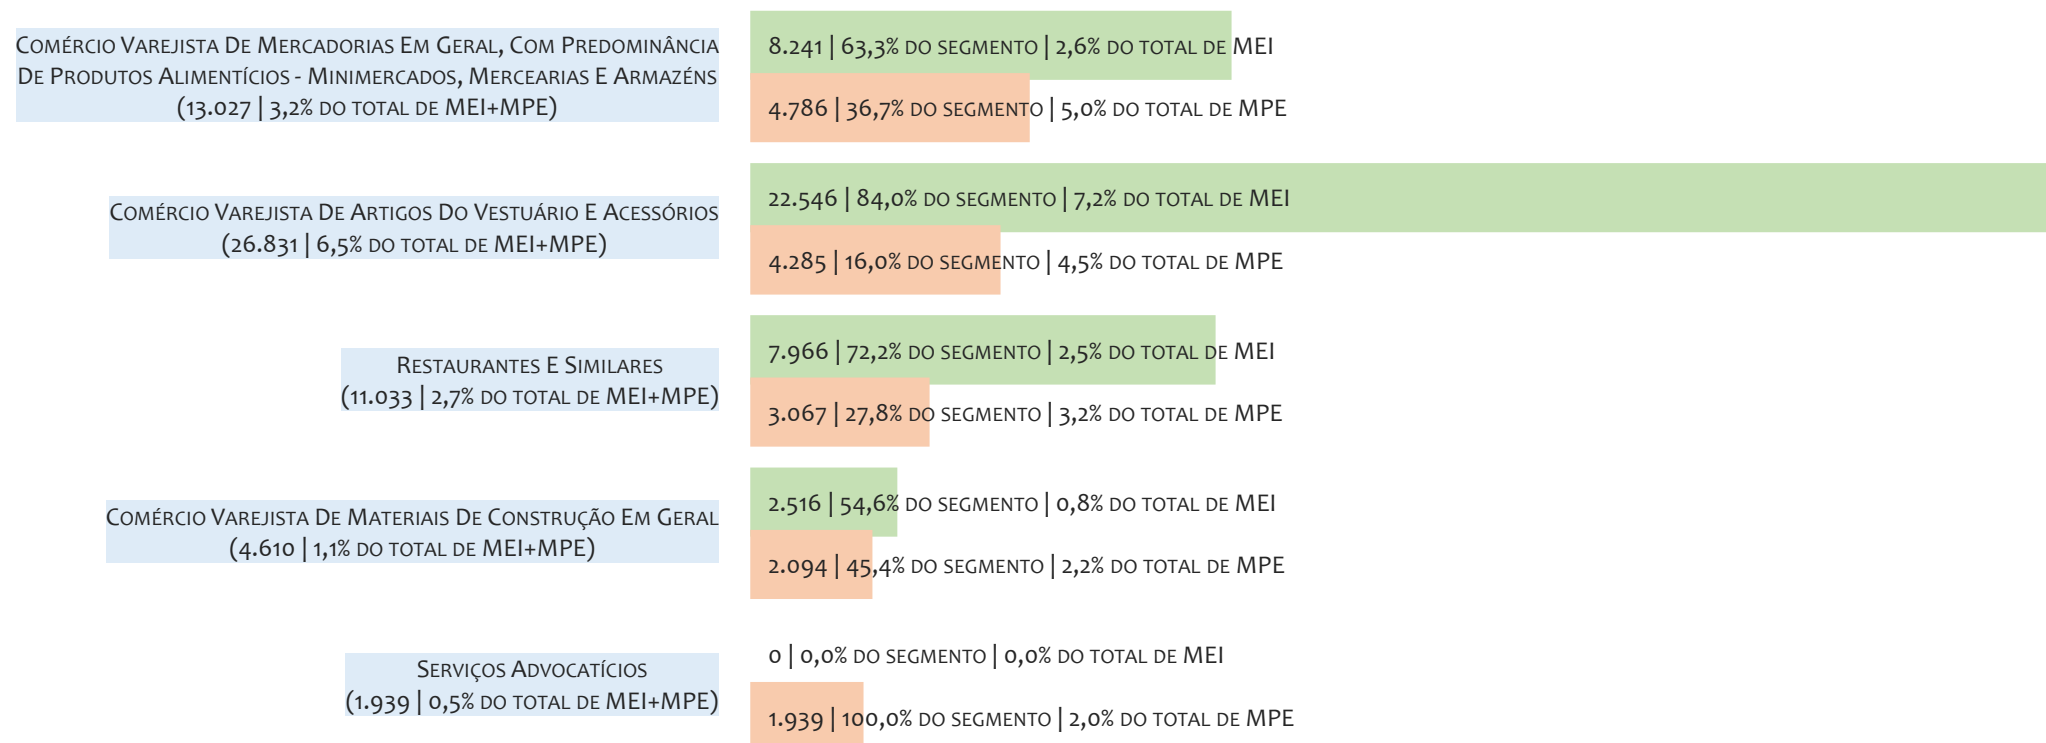 Comércio Varejista De Mercadorias Em Geral, Com Predominância
De Produtos Alimentícios - Minimercados, Mercearias E Armazéns
(13.027 | 3,2% do total de MEI+MPE)
8.241 | 63,3% do segmento | 2,6% do total de MEI
4.786 | 36,7% do segmento | 5,0% do total de MPE
Comércio Varejista De Artigos Do Vestuário E Acessórios
(26.831 | 6,5% do total de MEI+MPE)
22.546 | 84,0% do segmento | 7,2% do total de MEI
4.285 | 16,0% do segmento | 4,5% do total de MPE
Restaurantes E Similares
(11.033 | 2,7% do total de MEI+MPE)
7.966 | 72,2% do segmento | 2,5% do total de MEI
3.067 | 27,8% do segmento | 3,2% do total de MPE
Comércio Varejista De Materiais De Construção Em Geral
(4.610 | 1,1% do total de MEI+MPE)
2.516 | 54,6% do segmento | 0,8% do total de MEI
2.094 | 45,4% do segmento | 2,2% do total de MPE
Serviços Advocatícios
(1.939 | 0,5% do total de MEI+MPE)
0 | 0,0% do segmento | 0,0% do total de MEI
1.939 | 100,0% do segmento | 2,0% do total de MPE